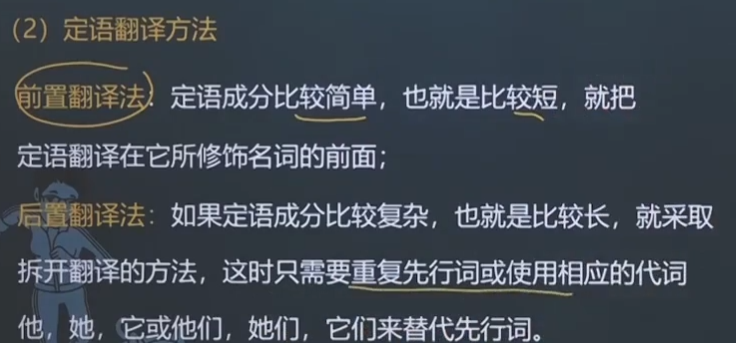 （2）定语翻译方法
前置翻译法：定语成分比较简单，也就是比较短，就把
定语翻译在它所修饰名词的前面；
后置翻译法：如果定语成分比较复杂，也就是比较长，就采取
拆开翻译的方法，这时只需要重复先行词或使用相应的代词
他，她，它或他们，她们，它们来替代先行词。